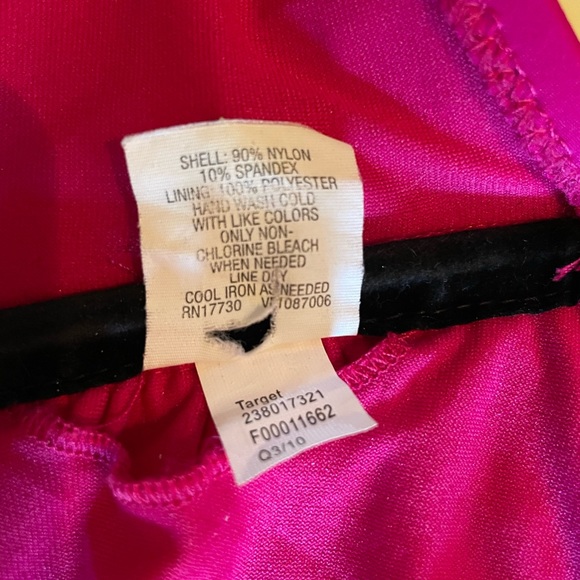 SHELL: 90% NYLON
10% SPANDEX
LINING: 100% POLYESTER
HAND WASH COLD
WITH LIKE COLORS
ONLY NON-
CHLORINE BLEACH
WHEN NEEDED
LINE DRY
COOL IRON AS NEEDED
RN17730 1087006
Target
238017321
F00011662
Q3/10